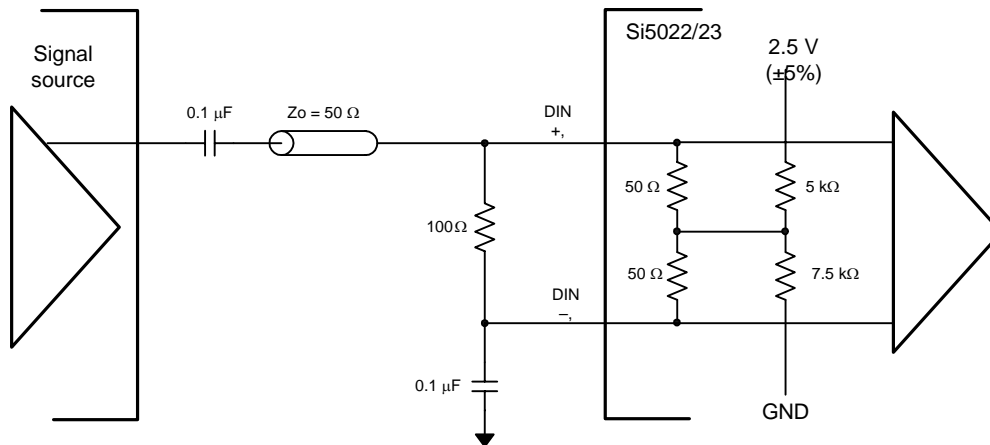 Signal
source
0.1 μF
Zo = 50 Ω
DIN
+,
Si5022/23
2.5 V
(±5%)
50 Ω
5 kΩ
100Ω
50 Ω
7.5 kΩ
DIN
–,
0.1 μF
GND